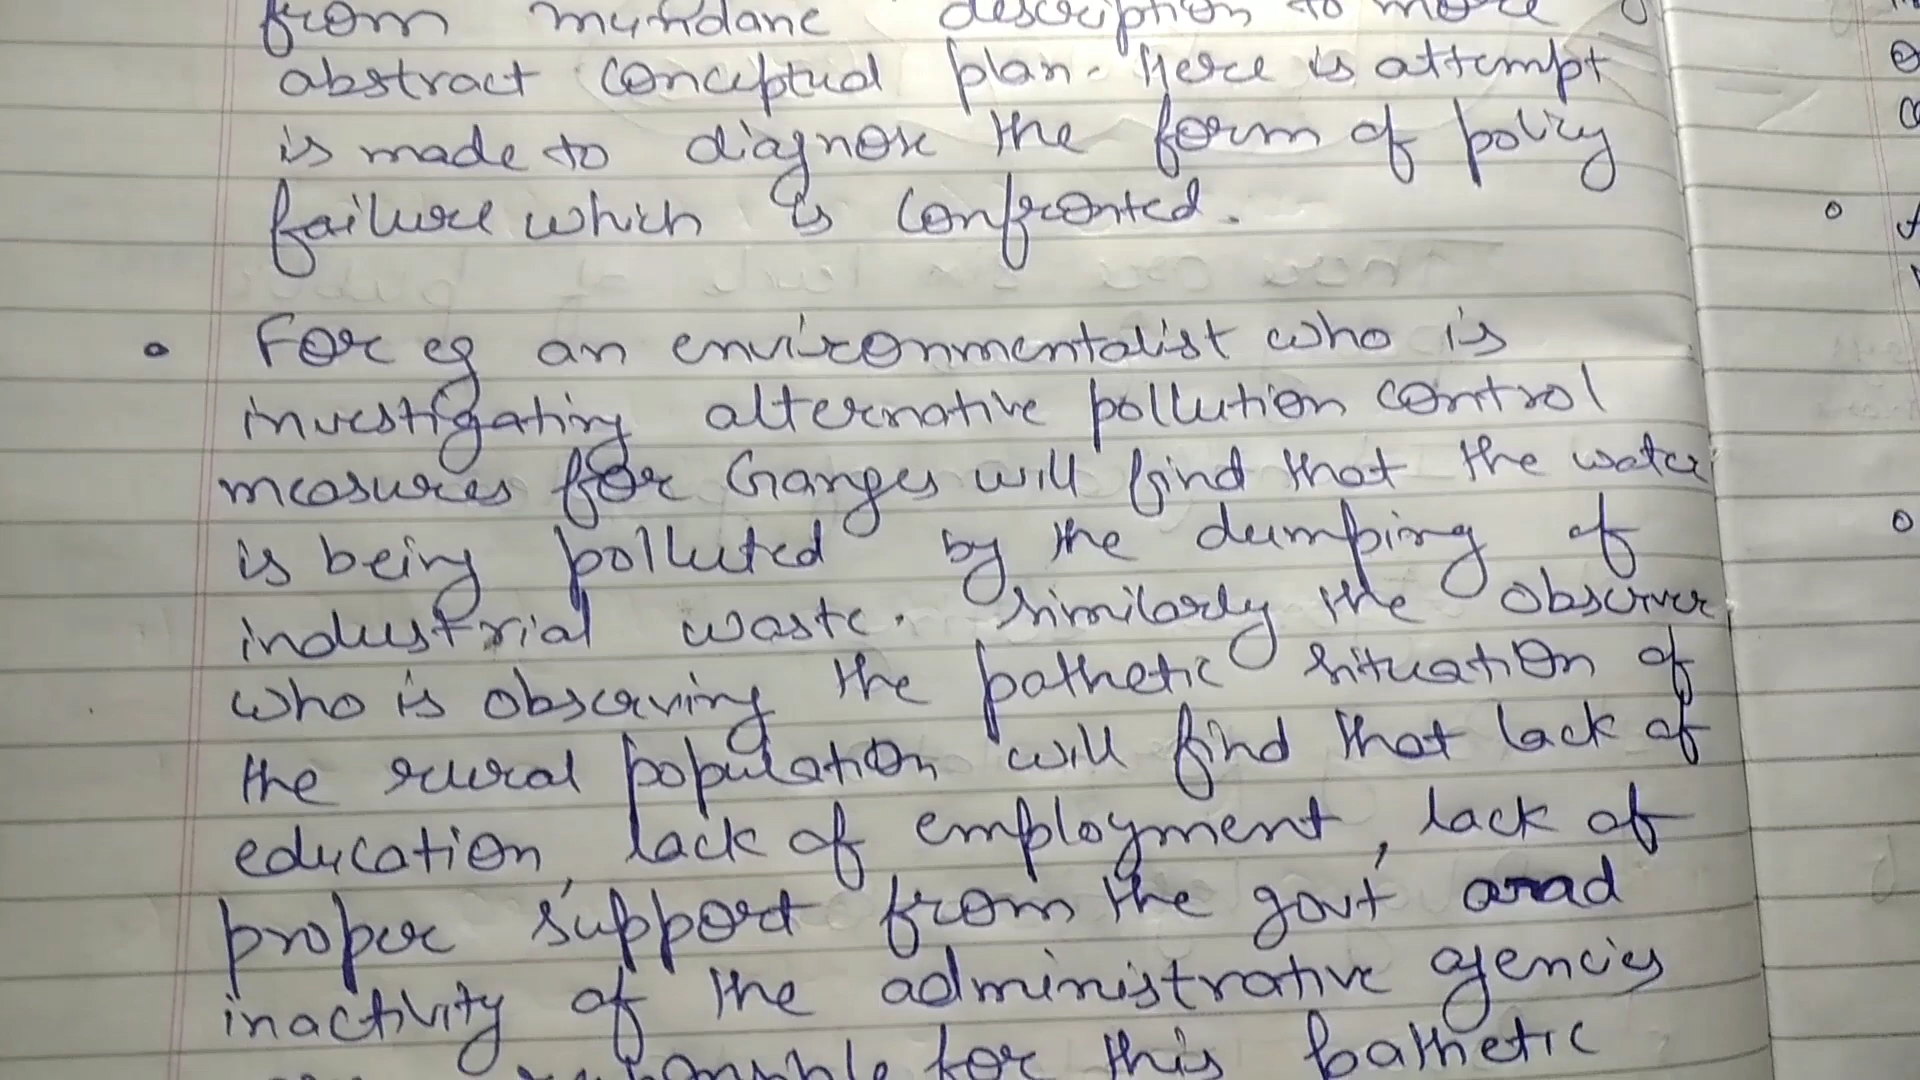 from mundane description to more
abstract conceptual plan. Here is attempt
is made to diagnose the form of policy
failure which is confronted.
• For eg an environmentalist who is
investigating alternative pollution control
measures for Ganges will find that the water
is being polluted by the dumping of
industrial waste. Similarly the observer
who is observing the pathetic situation of
the rural population will find that lack of
education, lack of employment, lack of
proper support from the govt and
inactivity of the administrative agencies
for this pathetic